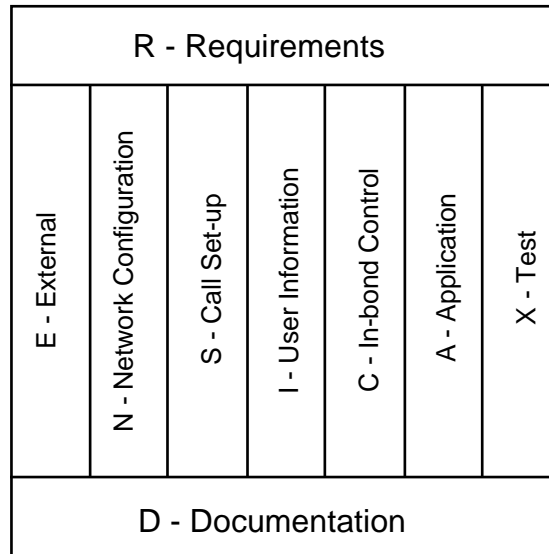 R - Requirements
E - External
N - Network Configuration
S - Call Set-up
I - User Information
C - In-bond Control
A - Application
X - Test
D - Documentation